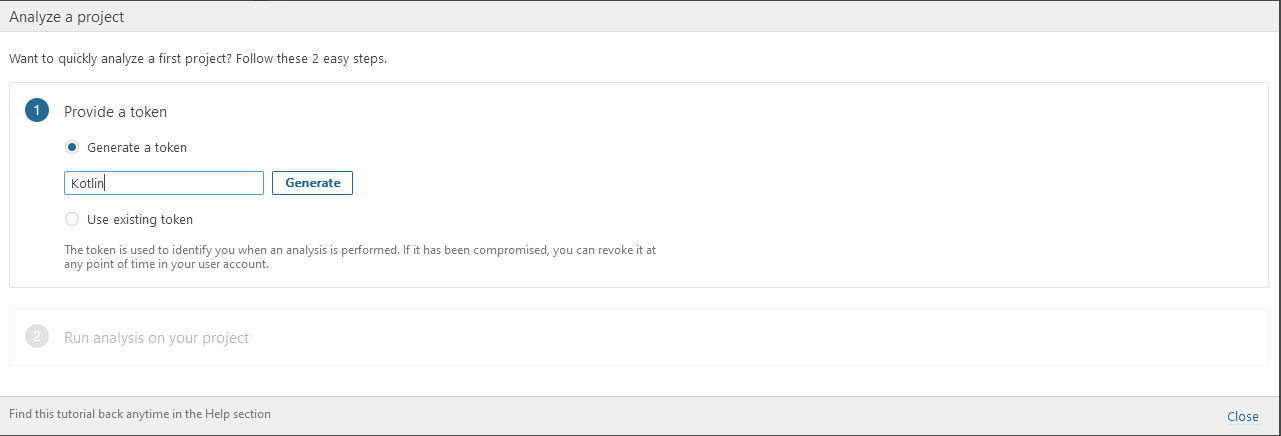 Analyze a project
Want to quickly analyze a first project? Follow these 2 easy steps.
1 Provide a token
Generate a token
Kotlin Generate
Use existing token
The token is used to identify you when an analysis is performed. If it has been compromised, you can revoke it at
any point of time in your user account.
2 Run analysis on your project
Find this tutorial back anytime in the Help section Close